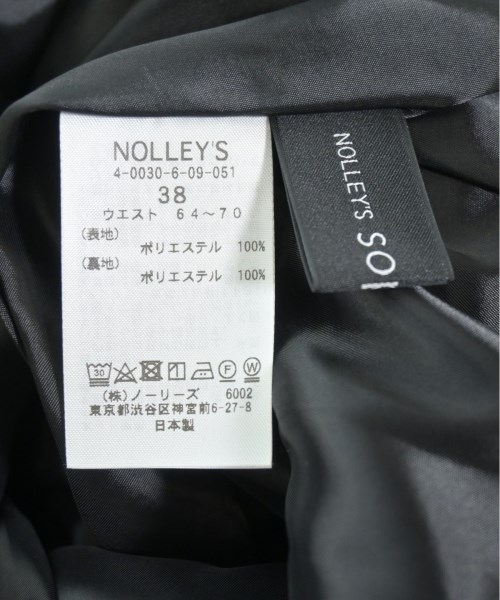 NOLLEY'S
4-0030-6-09-051
38
ウエスト 64~70
(表地)
ポリエステル 100%
(裏地)
ポリエステル 100%
30
F W
(株)ノーリーズ 6002
東京都渋谷区神宮前6-27-8
日本製
NOLLEY'S